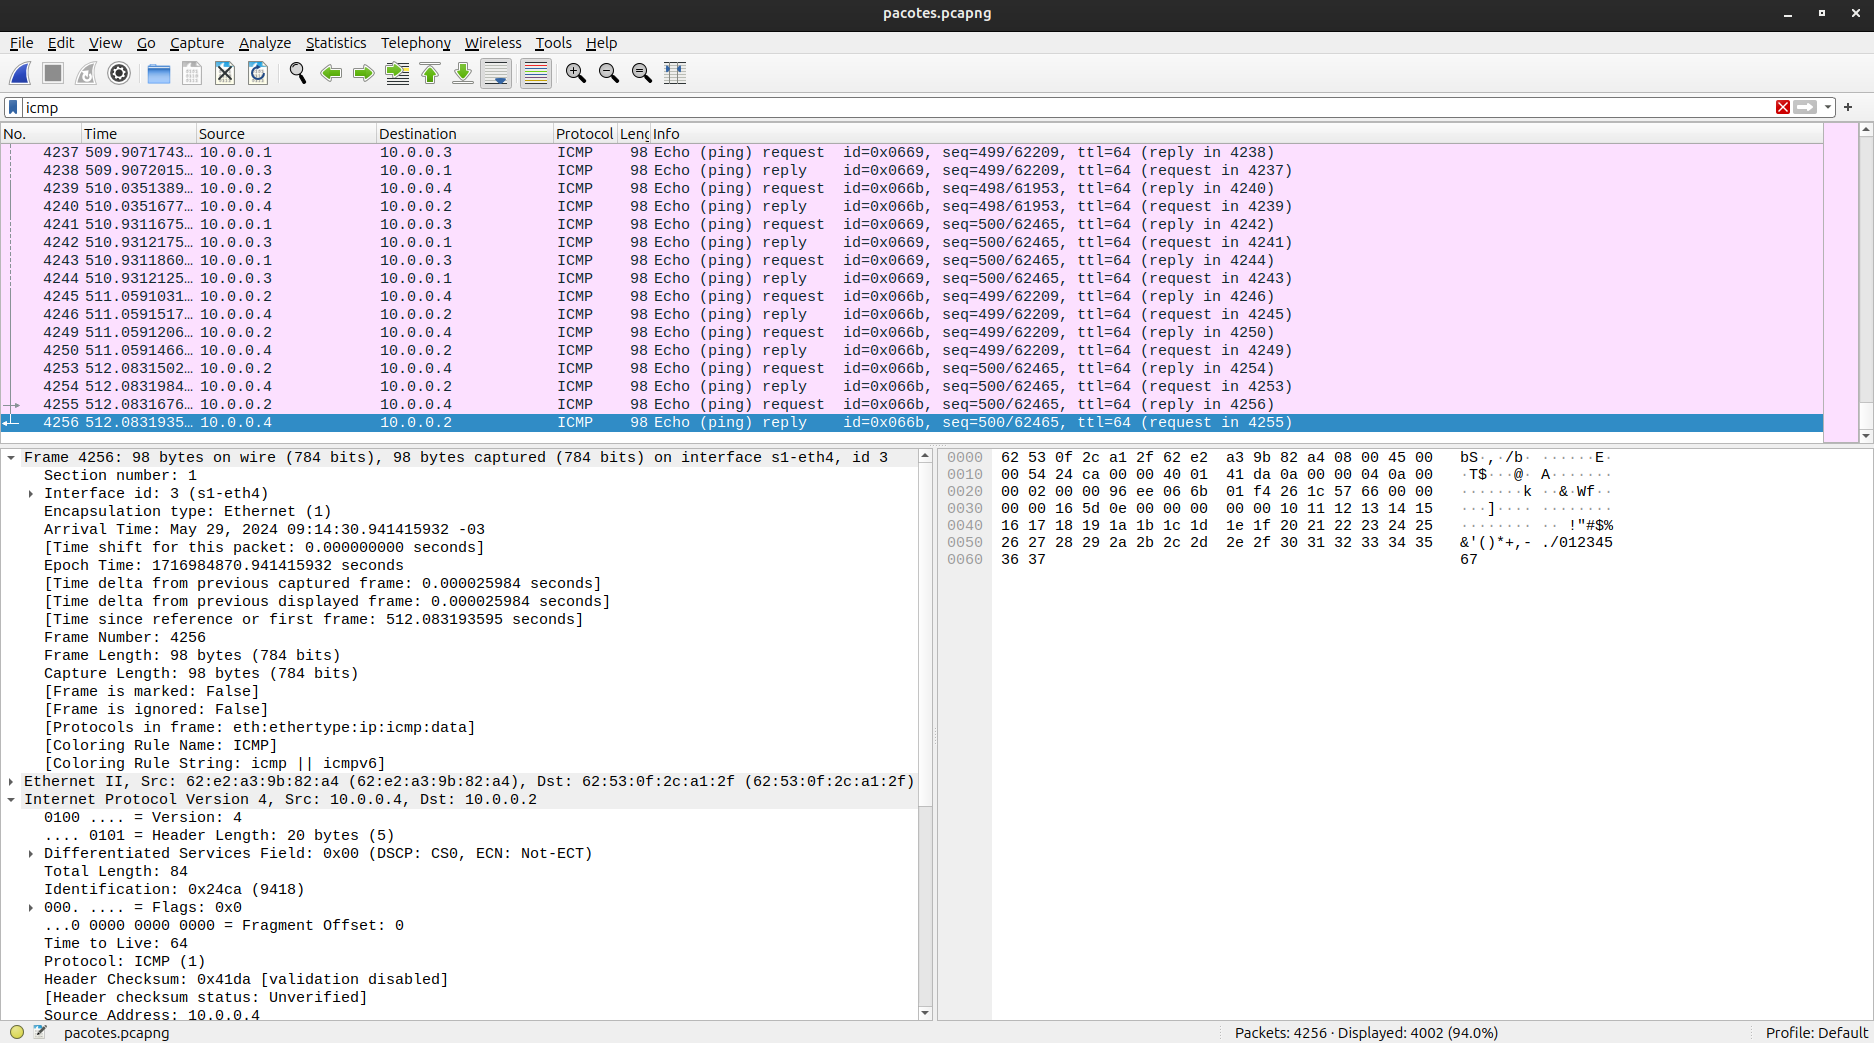 pacotes.pcapng
File Edit View Go Capture Analyze Statistics Telephony Wireless Tools Help
icmp
No. Time Source Destination Protocol Leng Info
4237 509.9071743… 10.0.0.1 10.0.0.3 ICMP 98 Echo (ping) request id=0x0669, seq=499/62209, ttl=64 (reply in 4238)
4238 509.9072015… 10.0.0.3 10.0.0.1 ICMP 98 Echo (ping) reply id=0x0669, seq=499/62209, ttl=64 (request in 4237)
4239 510.0351389… 10.0.0.2 10.0.0.4 ICMP 98 Echo (ping) request id=0x066b, seq=498/61953, ttl=64 (reply in 4240)
4240 510.0351677… 10.0.0.4 10.0.0.2 ICMP 98 Echo (ping) reply id=0x066b, seq=498/61953, ttl=64 (request in 4239)
4241 510.9311675… 10.0.0.1 10.0.0.3 ICMP 98 Echo (ping) request id=0x0669, seq=500/62465, ttl=64 (reply in 4242)
4242 510.9312175… 10.0.0.3 10.0.0.1 ICMP 98 Echo (ping) reply id=0x0669, seq=500/62465, ttl=64 (request in 4241)
4243 510.9311860… 10.0.0.1 10.0.0.3 ICMP 98 Echo (ping) request id=0x0669, seq=500/62465, ttl=64 (reply in 4244)
4244 510.9312125… 10.0.0.3 10.0.0.1 ICMP 98 Echo (ping) reply id=0x0669, seq=500/62465, ttl=64 (request in 4243)
4245 511.0591031… 10.0.0.2 10.0.0.4 ICMP 98 Echo (ping) request id=0x066b, seq=499/62209, ttl=64 (reply in 4246)
4246 511.0591517… 10.0.0.4 10.0.0.2 ICMP 98 Echo (ping) reply id=0x066b, seq=499/62209, ttl=64 (request in 4245)
4249 511.0591206… 10.0.0.2 10.0.0.4 ICMP 98 Echo (ping) request id=0x066b, seq=499/62209, ttl=64 (reply in 4250)
4250 511.0591466… 10.0.0.4 10.0.0.2 ICMP 98 Echo (ping) reply id=0x066b, seq=499/62209, ttl=64 (request in 4249)
4253 512.0831502… 10.0.0.2 10.0.0.4 ICMP 98 Echo (ping) request id=0x066b, seq=500/62465, ttl=64 (reply in 4254)
4254 512.0831984… 10.0.0.4 10.0.0.2 ICMP 98 Echo (ping) reply id=0x066b, seq=500/62465, ttl=64 (request in 4253)
4255 512.0831676… 10.0.0.2 10.0.0.4 ICMP 98 Echo (ping) request id=0x066b, seq=500/62465, ttl=64 (reply in 4256)
4256 512.0831935… 10.0.0.4 10.0.0.2 ICMP 98 Echo (ping) reply id=0x066b, seq=500/62465, ttl=64 (request in 4255)
Frame 4256: 98 bytes on wire (784 bits), 98 bytes captured (784 bits) on interface s1-eth4, id 3
Section number: 1
Interface id: 3 (s1-eth4)
Encapsulation type: Ethernet (1)
Arrival Time: May 29, 2024 09:14:30.941415932 -03
[Time shift for this packet: 0.000000000 seconds]
Epoch Time: 1716984870.941415932 seconds
[Time delta from previous captured frame: 0.000025984 seconds]
[Time delta from previous displayed frame: 0.000025984 seconds]
[Time since reference or first frame: 512.083193595 seconds]
Frame Number: 4256
Frame Length: 98 bytes (784 bits)
Capture Length: 98 bytes (784 bits)
[Frame is marked: False]
[Frame is ignored: False]
[Protocols in frame: eth:ethertype:ip:icmp:data]
[Coloring Rule Name: ICMP]
[Coloring Rule String: icmp || icmpv6]
Ethernet II, Src: 62:e2:a3:9b:82:a4 (62:e2:a3:9b:82:a4), Dst: 62:53:0f:2c:a1:2f (62:53:0f:2c:a1:2f)
Internet Protocol Version 4, Src: 10.0.0.4, Dst: 10.0.0.2
0100 .... = Version: 4
.... 0101 = Header Length: 20 bytes (5)
Differentiated Services Field: 0x00 (DSCP: CS0, ECN: Not-ECT)
Total Length: 84
Identification: 0x24ca (9418)
000. .... = Flags: 0x0
...0 0000 0000 0000 = Fragment Offset: 0
Time to Live: 64
Protocol: ICMP (1)
Header Checksum: 0x41da [validation disabled]
[Header checksum status: Unverified]
Source Address: 10.0.0.4
0000 62 53 0f 2c a1 2f 62 e2 a3 9b 82 a4 08 00 45 00 bS·,·/b· ······E·
0010 00 54 24 ca 00 00 40 01 41 da 0a 00 00 04 0a 00 ·T$···@· A·······
0020 00 02 00 00 96 ee 06 6b 01 f4 26 1c 57 66 00 00 ·······k ··&·Wf··
0030 00 00 16 5d 0e 00 00 00 00 00 10 11 12 13 14 15 ···]···· ········
0040 16 17 18 19 1a 1b 1c 1d 1e 1f 20 21 22 23 24 25 ········ ·· !"#$%
0050 26 27 28 29 2a 2b 2c 2d 2e 2f 30 31 32 33 34 35 &'()*+,- ./012345
0060 36 37 67
pacotes.pcapng
Packets: 4256 · Displayed: 4002 (94.0%)
Profile: Default